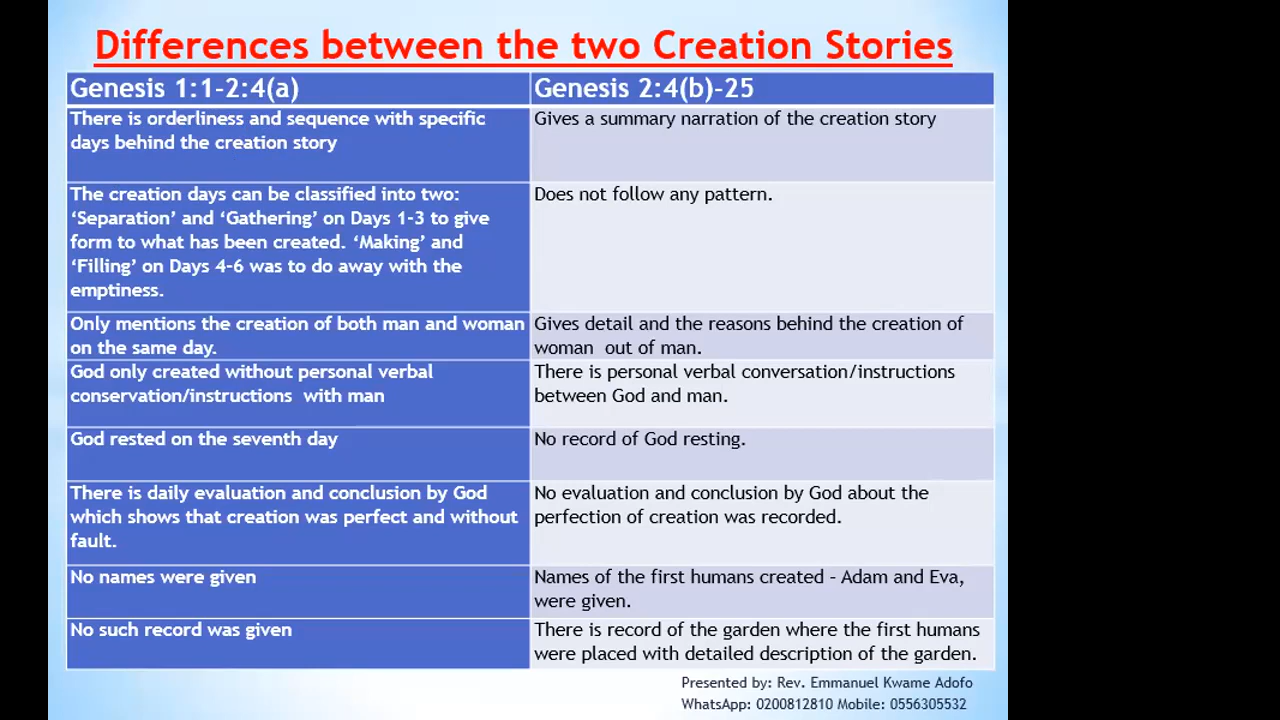 Differences between the two Creation Stories
Genesis 1:1-2:4(a)
Genesis 2:4(b)-25
There is orderliness and sequence with specific
days behind the creation story
Gives a summary narration of the creation story
The creation days can be classified into two:
‘Separation’ and ‘Gathering’ on Days 1-3 to give
form to what has been created. ‘Making’ and
‘Filling’ on Days 4-6 was to do away with the
emptiness.
Does not follow any pattern.
Only mentions the creation of both man and woman
on the same day.
Gives detail and the reasons behind the creation of
woman out of man.
God only created without personal verbal
conservation/instructions with man
There is personal verbal conversation/instructions
between God and man.
God rested on the seventh day
No record of God resting.
There is daily evaluation and conclusion by God
which shows that creation was perfect and without
fault.
No evaluation and conclusion by God about the
perfection of creation was recorded.
No names were given
Names of the first humans created – Adam and Eva,
were given.
No such record was given
There is record of the garden where the first humans
were placed with detailed description of the garden.
Presented by: Rev. Emmanuel Kwame Adofo
WhatsApp: 0200812810 Mobile: 0556305532